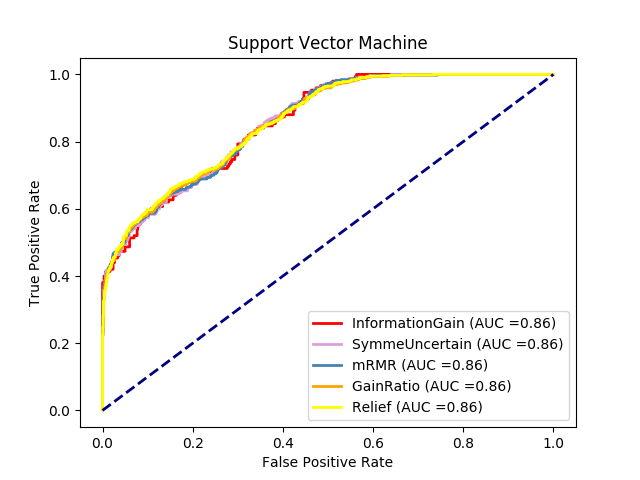 Support Vector Machine
1.0
0.8
0.6
0.4
0.2
0.0
True Positive Rate
InformationGain (AUC =0.86)
SymmeUncertain (AUC =0.86)
mRMR (AUC =0.86)
GainRatio (AUC =0.86)
Relief (AUC =0.86)
0.0 0.2 0.4 0.6 0.8 1.0
False Positive Rate